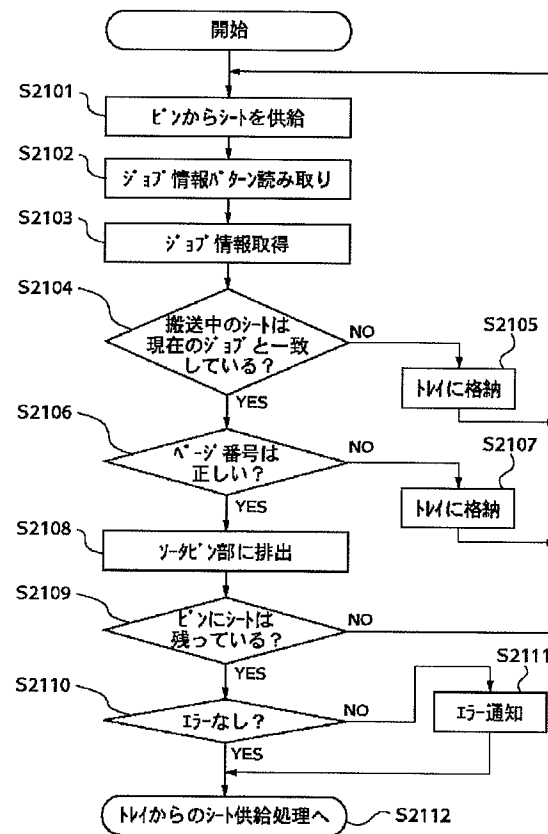 開始
S2101
ビンからシートを供給
S2102
ジョブ情報パターン読み取り
S2103
ジョブ情報取得
S2104
搬送中のシートは
現在のジョブと一致
している？
NO
S2105
トレイに格納
YES
S2106
ページ番号は
正しい？
NO
S2107
トレイに格納
YES
S2108
ソータビン部に排出
S2109
ビンにシートは
残っている？
NO
YES
S2110
エラーなし？
NO
S2111
エラー通知
YES
トレイからのシート供給処理へ
S2112